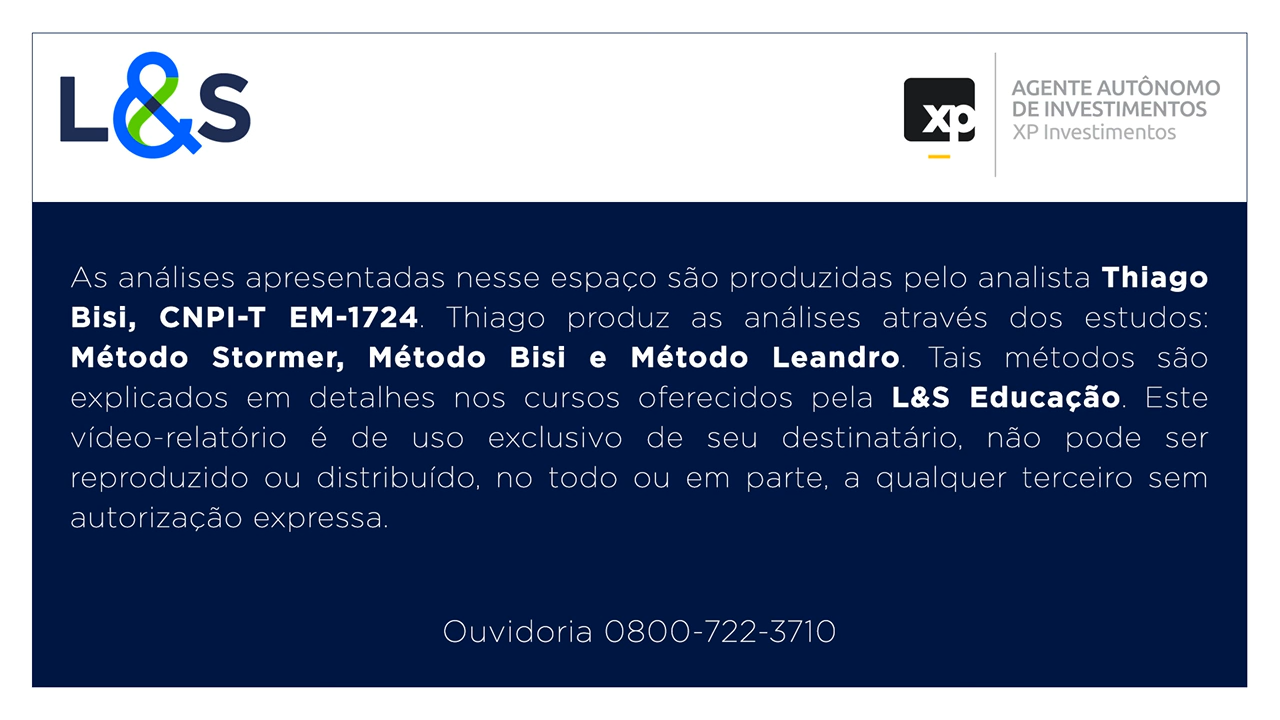 L&S
xp
AGENTE AUTÔNOMO
DE INVESTIMENTOS
XP Investimentos
As análises apresentadas nesse espaço são produzidas pelo analista Thiago
Bisi, CNPI-T EM-1724. Thiago produz as análises através dos estudos:
Método Stormer, Método Bisi e Método Leandro. Tais métodos são
explicados em detalhes nos cursos oferecidos pela L&S Educação. Este
vídeo-relatório é de uso exclusivo de seu destinatário, não pode ser
reproduzido ou distribuído, no todo ou em parte, a qualquer terceiro sem
autorização expressa.
Ouvidoria 0800-722-3710